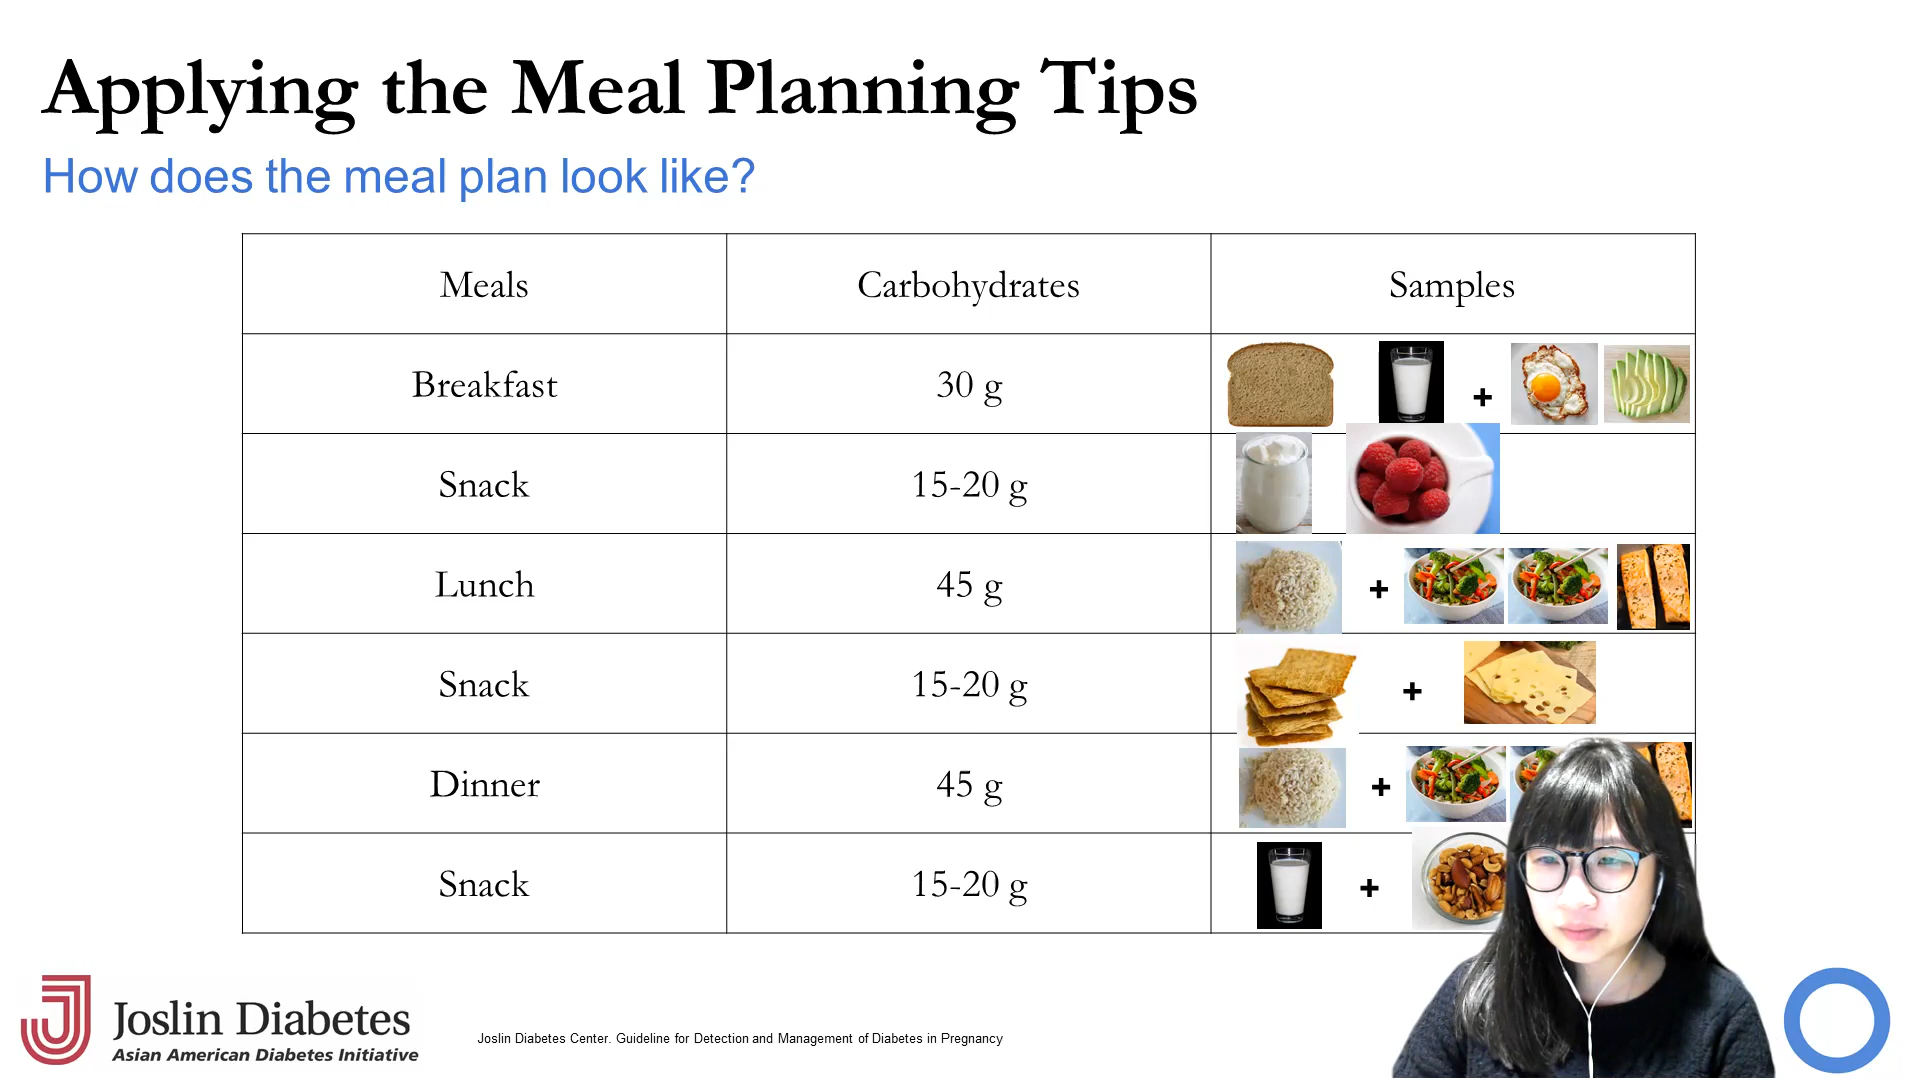 Applying the Meal Planning Tips
How does the meal plan look like?
Meals Carbohydrates Samples
Breakfast 30 g +
Snack 15-20 g
Lunch 45 g +
Snack 15-20 g +
Dinner 45 g +
Snack 15-20 g +
Joslin Diabetes
Asian American Diabetes Initiative
Joslin Diabetes Center. Guideline for Detection and Management of Diabetes in Pregnancy